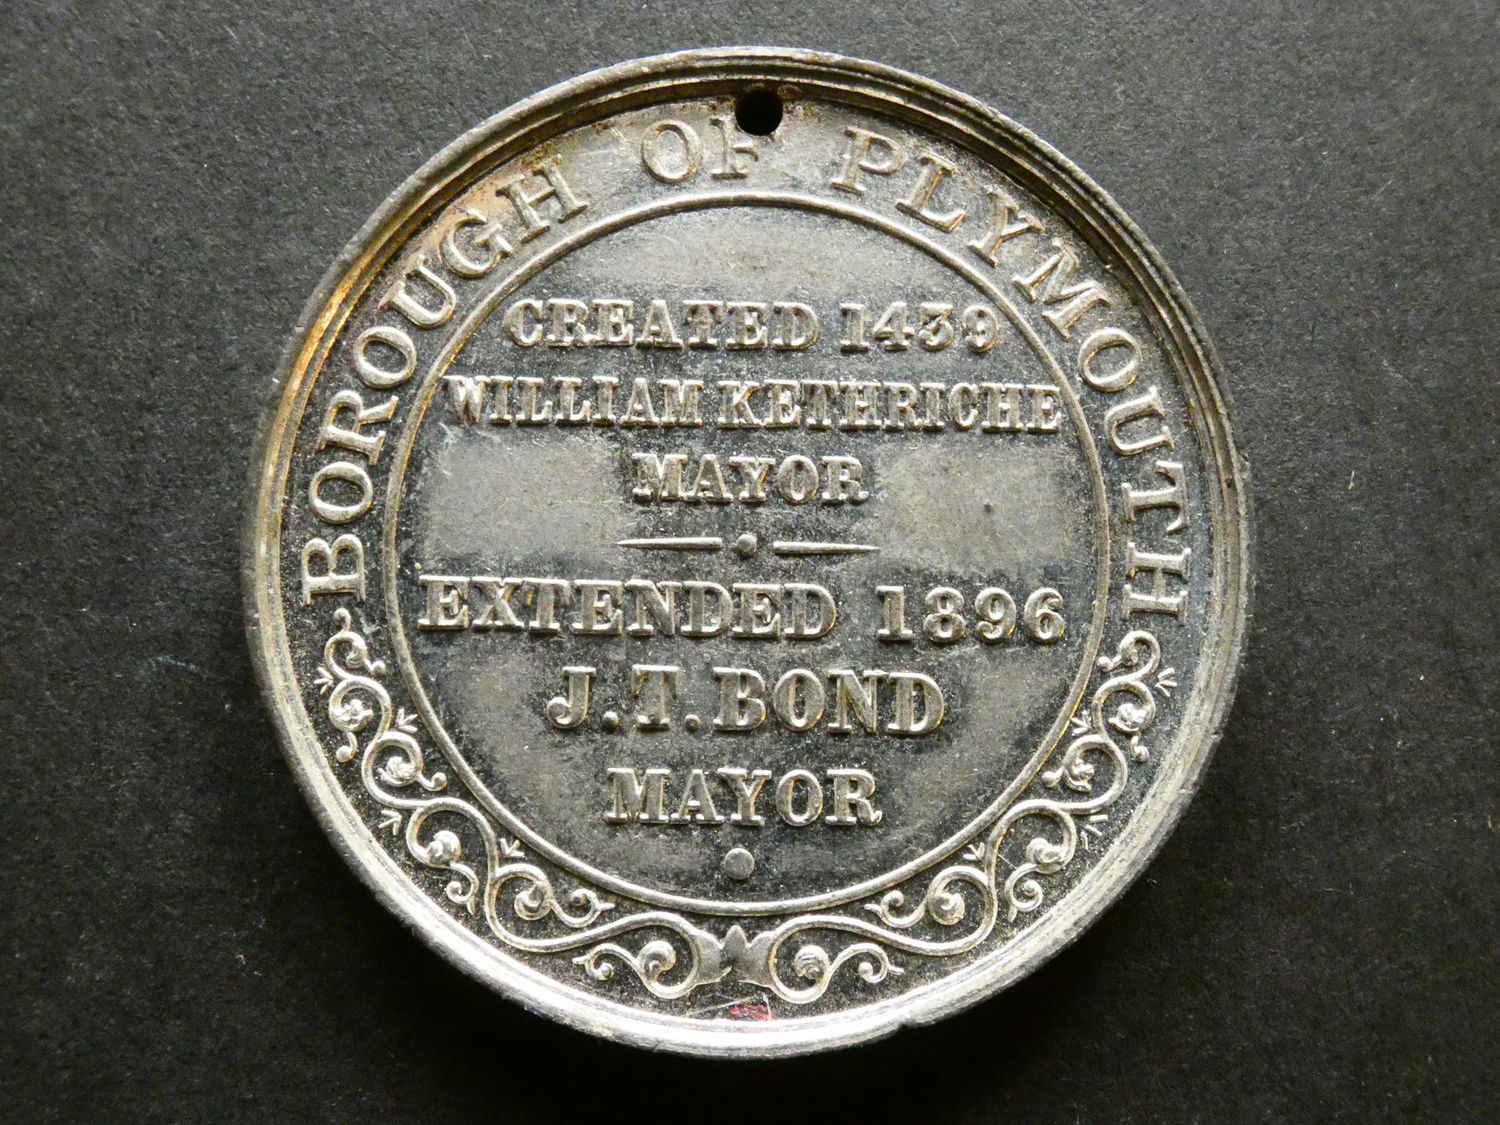 BOROUGH OF PLYMOUTH
CREATED 1439
WILLIAM KETHRICHE
MAYOR
EXTENDED 1896
J.T. BOND
MAYOR